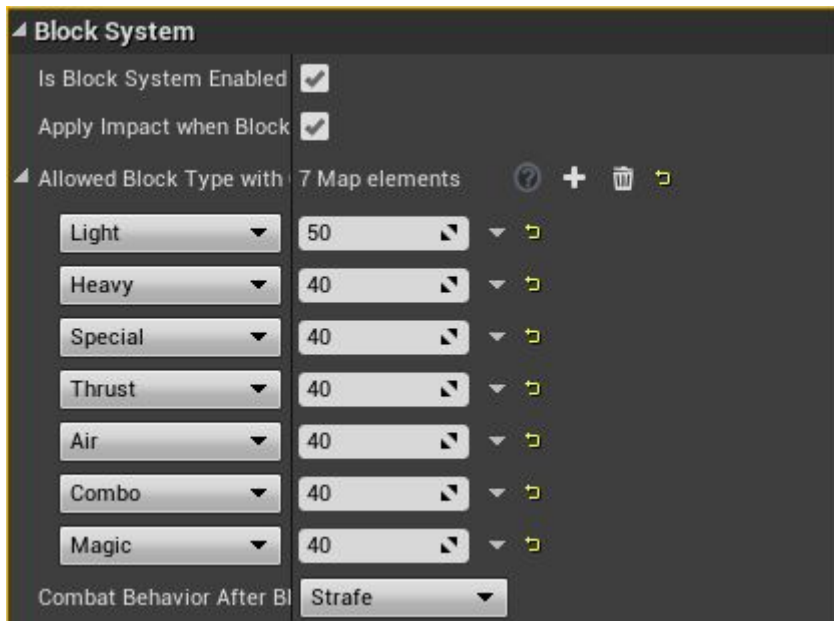 Block System
Is Block System Enabled
Apply Impact when Block
Allowed Block Type with 7 Map elements
Light 50
Heavy 40
Special 40
Thrust 40
Air 40
Combo 40
Magic 40
Combat Behavior After Bl Strafe